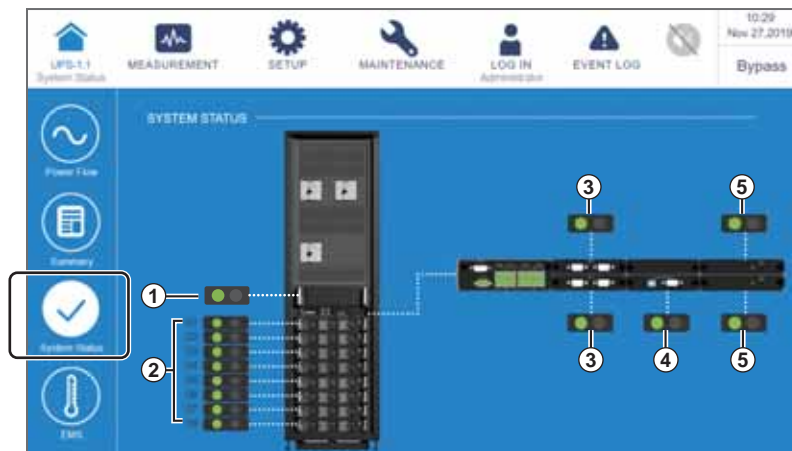 10:29
Nov 27,2019
UPS-1.1
System Status
MEASUREMENT
SETUP
MAINTENANCE
LOG IN
Administrator
EVENT LOG
Bypass
SYSTEM STATUS
Power Flow
Summary
System Status
EMS
1
2
3
5
3
4
5